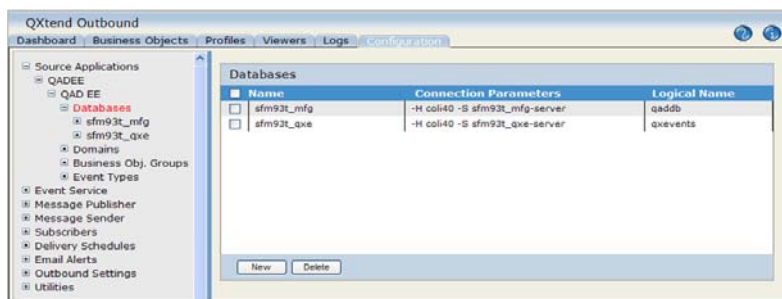 QXtend Outbound
Dashboard Business Objects Profiles Viewers Logs Configuration
Source Applications
QADEE
QAD EE
Databases
sfm93t_mfg
sfm93t_qxe
Domains
Business Obj. Groups
Event Types
Event Service
Message Publisher
Message Sender
Subscribers
Delivery Schedules
Email Alerts
Outbound Settings
Utilities
Databases
Name Connection Parameters Logical Name
sfm93t_mfg -H coli40 -S sfm93t_mfg-server qaddb
sfm93t_qxe -H coli40 -S sfm93t_qxe-server qxevents
New Delete